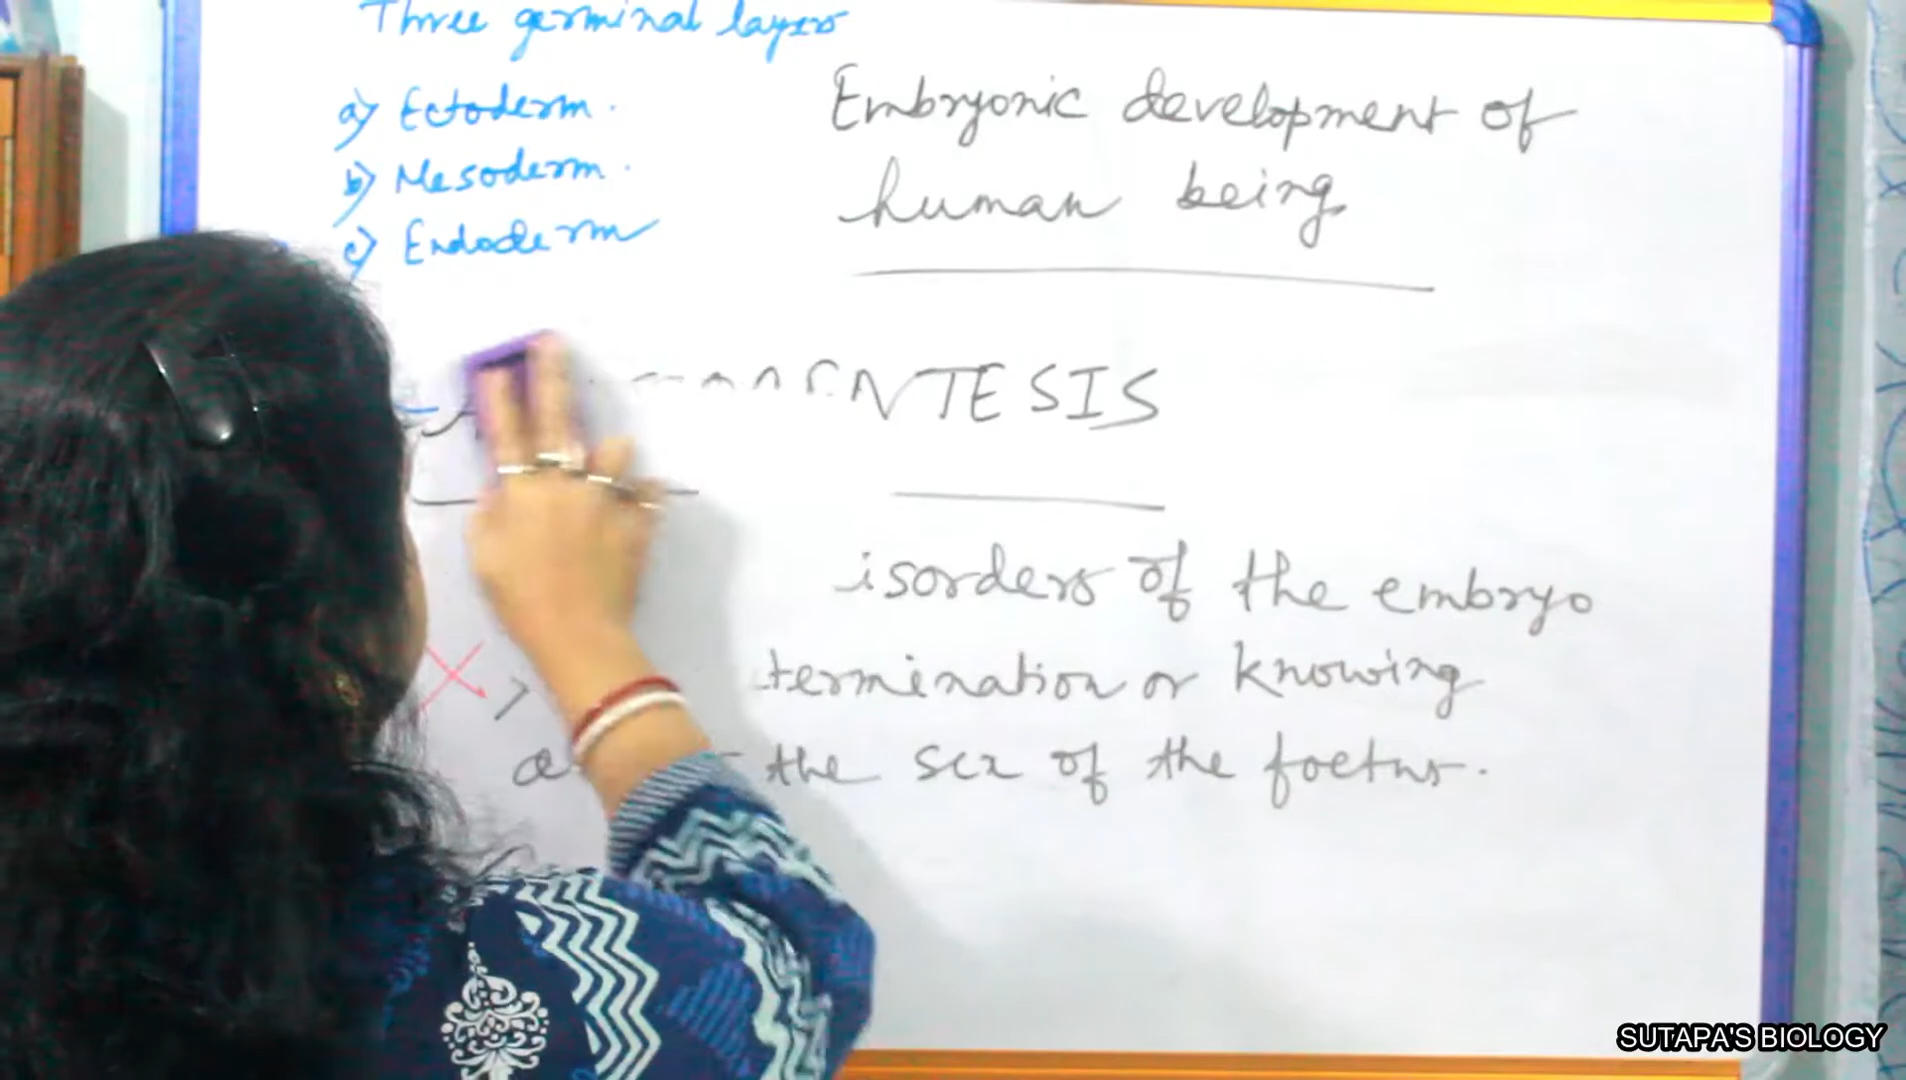 Three germinal layers
a) Ectoderm.
b) Mesoderm.
c) Endoderm
Embryonic development of
human being
NTESIS
isorders of the embryo
termination or knowing
the sex of the foetus.
SUTAPA'S BIOLOGY